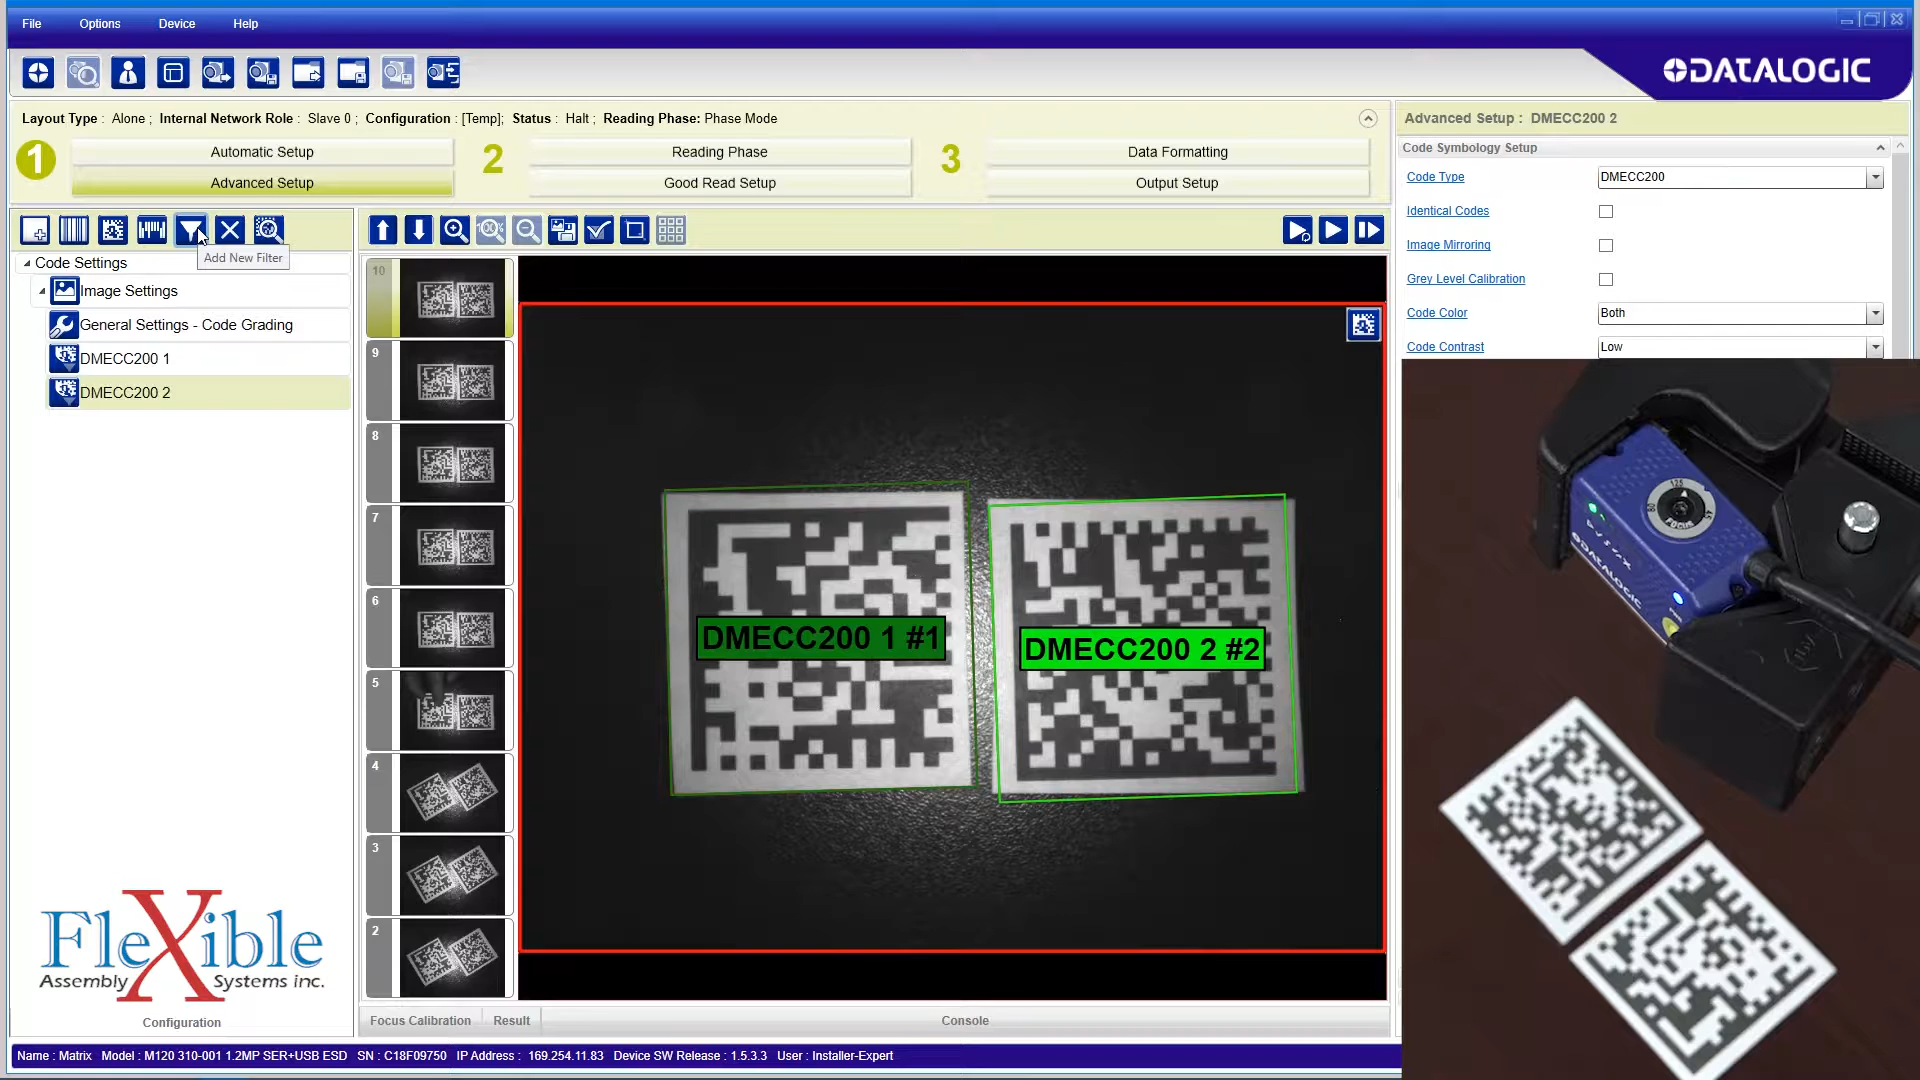 File Options Device Help
DATALOGIC
Layout Type : Alone ; Internal Network Role : Slave 0 ; Configuration : [Temp]; Status : Halt ; Reading Phase: Phase Mode
1 Automatic Setup
Advanced Setup
2 Reading Phase
Good Read Setup
3 Data Formatting
Output Setup
Advanced Setup : DMECC200 2
Code Symbology Setup
Code Type DMECC200
Identical Codes
Image Mirroring
Grey Level Calibration
Code Color Both
Code Contrast Low
100%
Add New Filter
Code Settings
Image Settings
General Settings - Code Grading
DMECC200 1
DMECC200 2
10
9
8
7
6
5
4
3
2
DMECC200 1 #1
DMECC200 2 #2
125
FOCUS
DATALOGIC
FleXible
Assembly Systems inc.
Configuration
Focus Calibration Result Console
Name : Matrix Model : M120 310-001 1.2MP SER+USB ESD SN : C18F09750 IP Address : 169.254.11.83 Device SW Release : 1.5.3.3 User : Installer-Expert